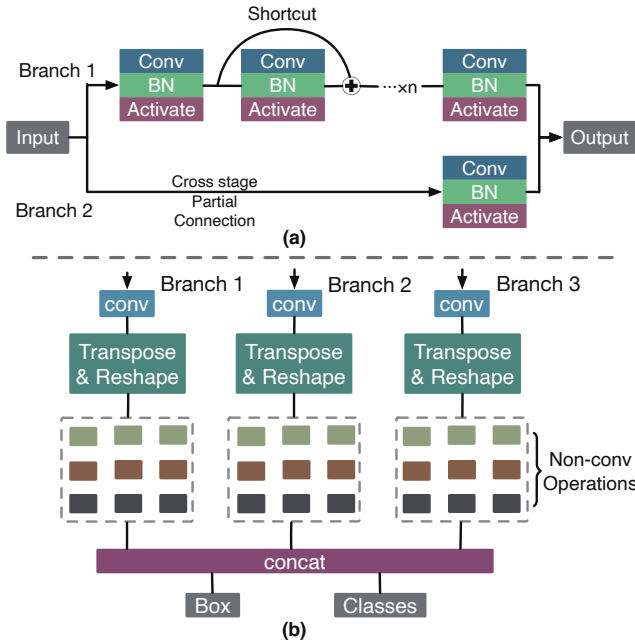 Shortcut
Branch 1
Conv
BN
Activate
Conv
BN
Activate
...×n
Conv
BN
Activate
Input
Output
Branch 2
Cross stage
Partial
Connection
Conv
BN
Activate
(a)
Branch 1
Branch 2
Branch 3
conv
conv
conv
Transpose
& Reshape
Transpose
& Reshape
Transpose
& Reshape
Non-conv
Operations
concat
Box
Classes
(b)